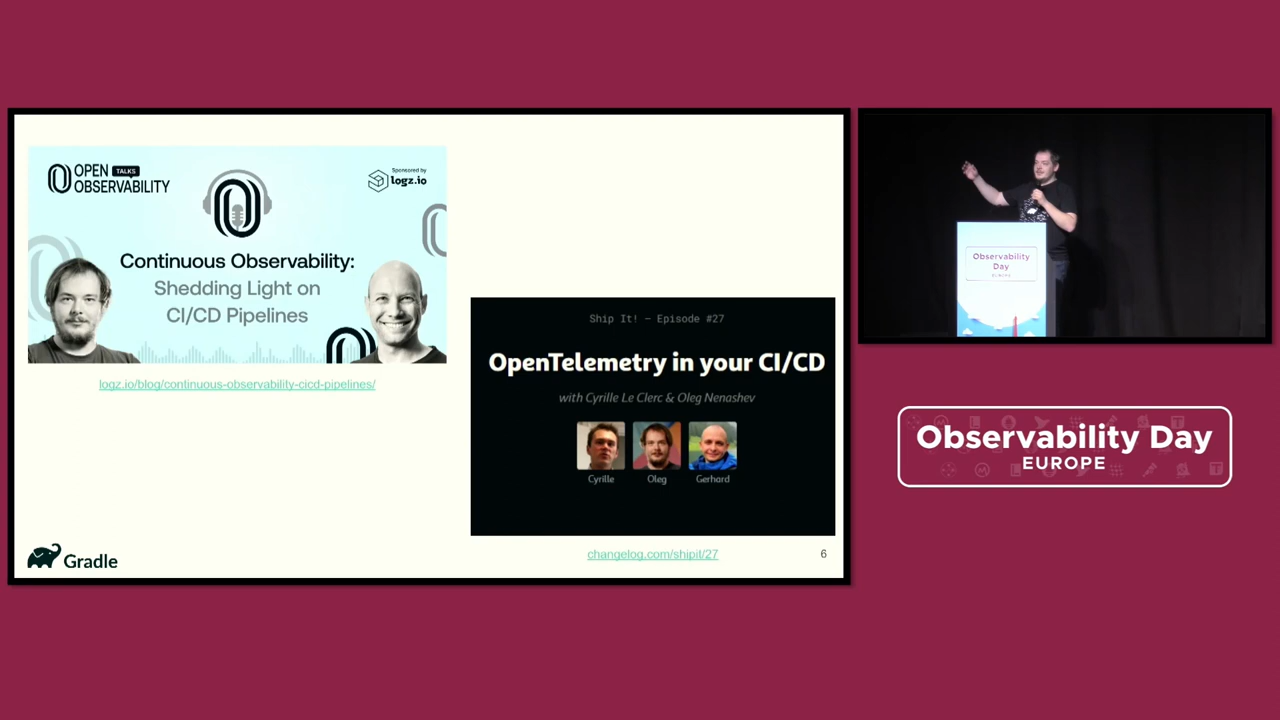 OPEN TALKS
OBSERVABILITY
Sponsored by
logz.io
Continuous Observability:
Shedding Light on
CI/CD Pipelines
logz.io/blog/continuous-observability-cicd-pipelines/
Ship It! – Episode #27
OpenTelemetry in your CI/CD
with Cyrille Le Clerc & Oleg Nenashev
Cyrille
Oleg
Gerhard
changelog.com/shipit/27
6
Gradle
Observability
Day
EUROPE
Observability Day
EUROPE